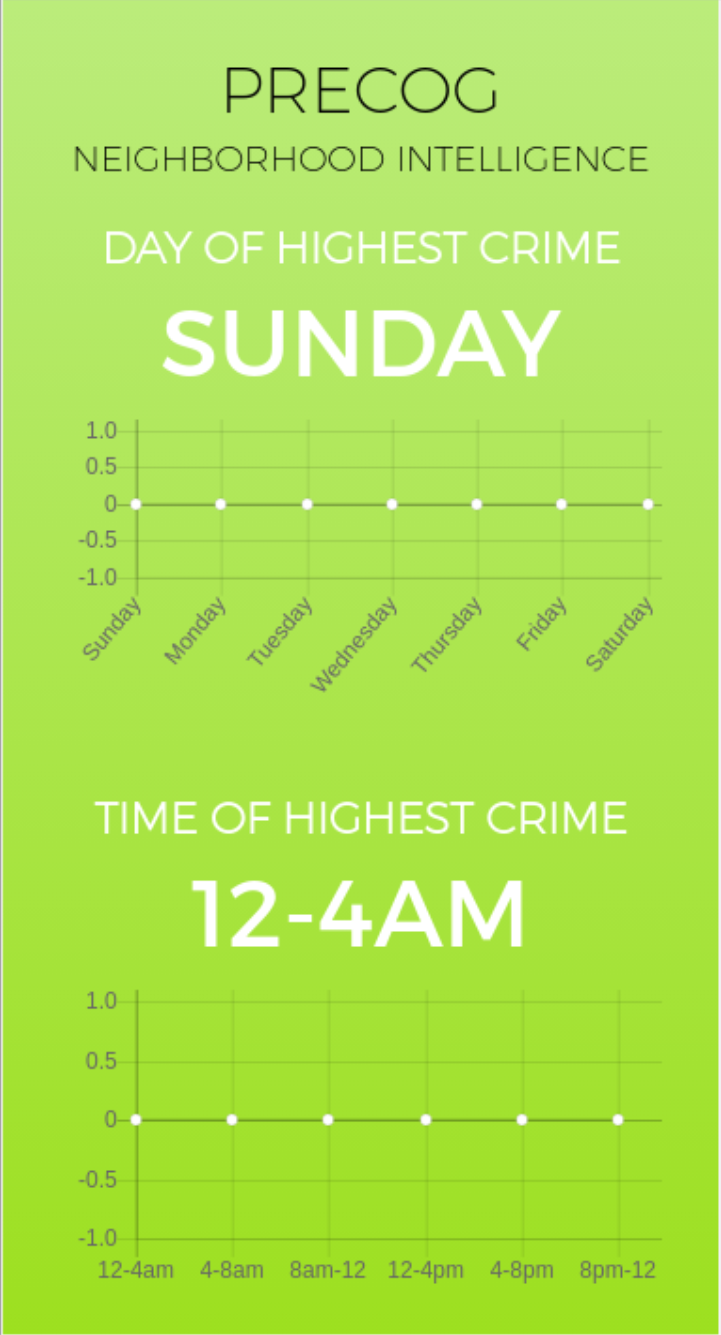 PRECOG
NEIGHBORHOOD INTELLIGENCE
DAY OF HIGHEST CRIME
SUNDAY
1.0
0.5
0
-0.5
-1.0
Sunday Monday Tuesday Wednesday Thursday Friday Saturday
TIME OF HIGHEST CRIME
12-4AM
1.0
0.5
0
-0.5
-1.0
12-4am 4-8am 8am-12 12-4pm 4-8pm 8pm-12